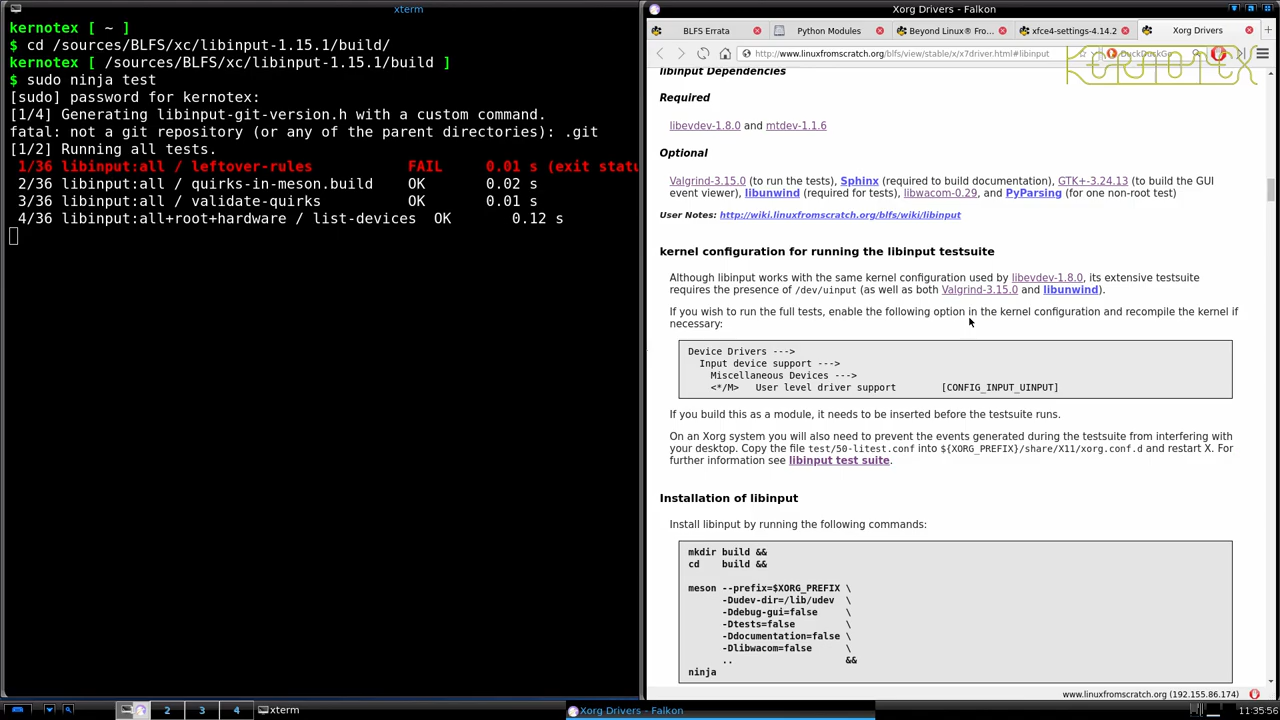 xterm
kernotex [ ~ ]
$ cd /sources/BLFS/xc/libinput-1.15.1/build/
kernotex [ /sources/BLFS/xc/libinput-1.15.1/build ]
$ sudo ninja test
[sudo] password for kernotex:
[1/4] Generating libinput-git-version.h with a custom command.
fatal: not a git repository (or any of the parent directories): .git
[1/2] Running all tests.
1/36 libinput:all / leftover-rules FAIL 0.01 s (exit statu
2/36 libinput:all / quirks-in-meson.build OK 0.02 s
3/36 libinput:all / validate-quirks OK 0.01 s
4/36 libinput:all+root+hardware / list-devices OK 0.12 s
Xorg Drivers - Falkon
BLFS Errata
Python Modules
Beyond Linux® Fro...
xfce4-settings-4.14.2
Xorg Drivers
http://www.linuxfromscratch.org/blfs/view/stable/x/x7driver.html#libinput
DuckDuckGo
KERNOTEX
libinput Dependencies
Required
libevdev-1.8.0 and mtdev-1.1.6
Optional
Valgrind-3.15.0 (to run the tests), Sphinx (required to build documentation), GTK+-3.24.13 (to build the GUI
event viewer), libunwind (required for tests), libwacom-0.29, and PyParsing (for one non-root test)
User Notes: http://wiki.linuxfromscratch.org/blfs/wiki/libinput
kernel configuration for running the libinput testsuite
Although libinput works with the same kernel configuration used by libevdev-1.8.0, its extensive testsuite
requires the presence of /dev/uinput (as well as both Valgrind-3.15.0 and libunwind).
If you wish to run the full tests, enable the following option in the kernel configuration and recompile the kernel if
necessary:
Device Drivers --->
Input device support --->
Miscellaneous Devices --->
<*/M> User level driver support [CONFIG_INPUT_UINPUT]
If you build this as a module, it needs to be inserted before the testsuite runs.
On an Xorg system you will also need to prevent the events generated during the testsuite from interfering with
your desktop. Copy the file test/50-litest.conf into ${XORG_PREFIX}/share/X11/xorg.conf.d and restart X. For
further information see libinput test suite.
Installation of libinput
Install libinput by running the following commands:
mkdir build &&
cd build &&
meson --prefix=$XORG_PREFIX \
-Dudev-dir=/lib/udev \
-Ddebug-gui=false \
-Dtests=false \
-Ddocumentation=false \
-Dlibwacom=false \
.. &&
ninja
www.linuxfromscratch.org (192.155.86.174)
2
3
4
xterm
Xorg Drivers - Falkon
11:35:56